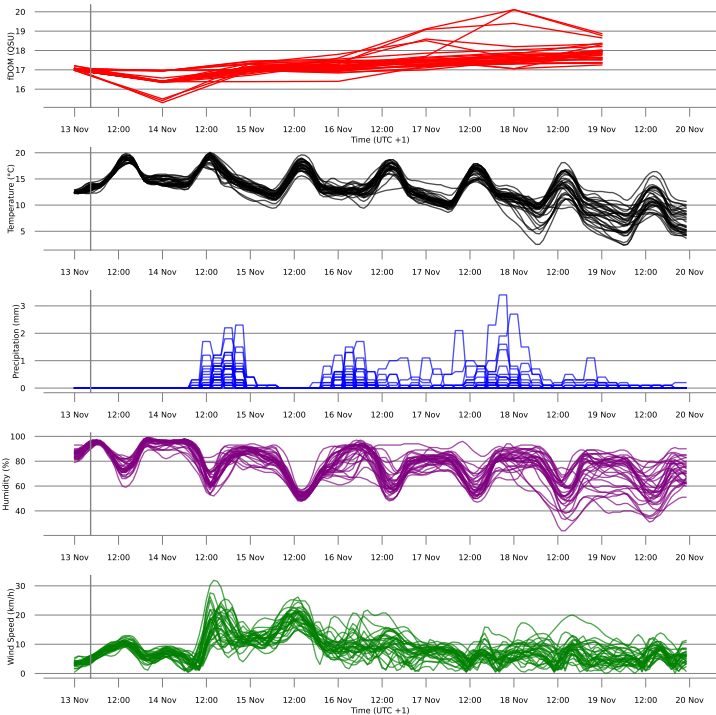 fDOM (QSU)
20
19
18
17
16
13 Nov 12:00 14 Nov 12:00 15 Nov 12:00 16 Nov 12:00 17 Nov 12:00 18 Nov 12:00 19 Nov 12:00 20 Nov
Time (UTC +1)
Temperature (°C)
20
15
10
5
13 Nov 12:00 14 Nov 12:00 15 Nov 12:00 16 Nov 12:00 17 Nov 12:00 18 Nov 12:00 19 Nov 12:00 20 Nov
Precipitation (mm)
3
2
1
0
13 Nov 12:00 14 Nov 12:00 15 Nov 12:00 16 Nov 12:00 17 Nov 12:00 18 Nov 12:00 19 Nov 12:00 20 Nov
Humidity (%)
100
80
60
40
13 Nov 12:00 14 Nov 12:00 15 Nov 12:00 16 Nov 12:00 17 Nov 12:00 18 Nov 12:00 19 Nov 12:00 20 Nov
Wind Speed (km/h)
30
20
10
0
13 Nov 12:00 14 Nov 12:00 15 Nov 12:00 16 Nov 12:00 17 Nov 12:00 18 Nov 12:00 19 Nov 12:00 20 Nov
Time (UTC +1)